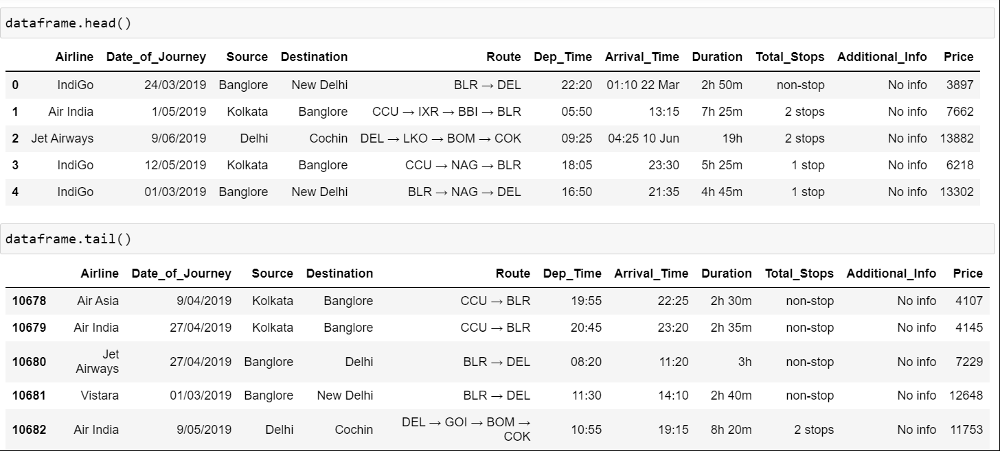 dataframe.head()
Airline Date_of_Journey Source Destination Route Dep_Time Arrival_Time Duration Total_Stops Additional_Info Price
0 IndiGo 24/03/2019 Banglore New Delhi BLR → DEL 22:20 01:10 22 Mar 2h 50m non-stop No info 3897
1 Air India 1/05/2019 Kolkata Banglore CCU → IXR → BBI → BLR 05:50 13:15 7h 25m 2 stops No info 7662
2 Jet Airways 9/06/2019 Delhi Cochin DEL → LKO → BOM → COK 09:25 04:25 10 Jun 19h 2 stops No info 13882
3 IndiGo 12/05/2019 Kolkata Banglore CCU → NAG → BLR 18:05 23:30 5h 25m 1 stop No info 6218
4 IndiGo 01/03/2019 Banglore New Delhi BLR → NAG → DEL 16:50 21:35 4h 45m 1 stop No info 13302
dataframe.tail()
Airline Date_of_Journey Source Destination Route Dep_Time Arrival_Time Duration Total_Stops Additional_Info Price
10678 Air Asia 9/04/2019 Kolkata Banglore CCU → BLR 19:55 22:25 2h 30m non-stop No info 4107
10679 Air India 27/04/2019 Kolkata Banglore CCU → BLR 20:45 23:20 2h 35m non-stop No info 4145
Jet
10680 Airways 27/04/2019 Banglore Delhi BLR → DEL 08:20 11:20 3h non-stop No info 7229
10681 Vistara 01/03/2019 Banglore New Delhi BLR → DEL 11:30 14:10 2h 40m non-stop No info 12648
10682 Air India 9/05/2019 Delhi Cochin DEL → GOI → BOM → 10:55 19:15 8h 20m 2 stops No info 11753
COK